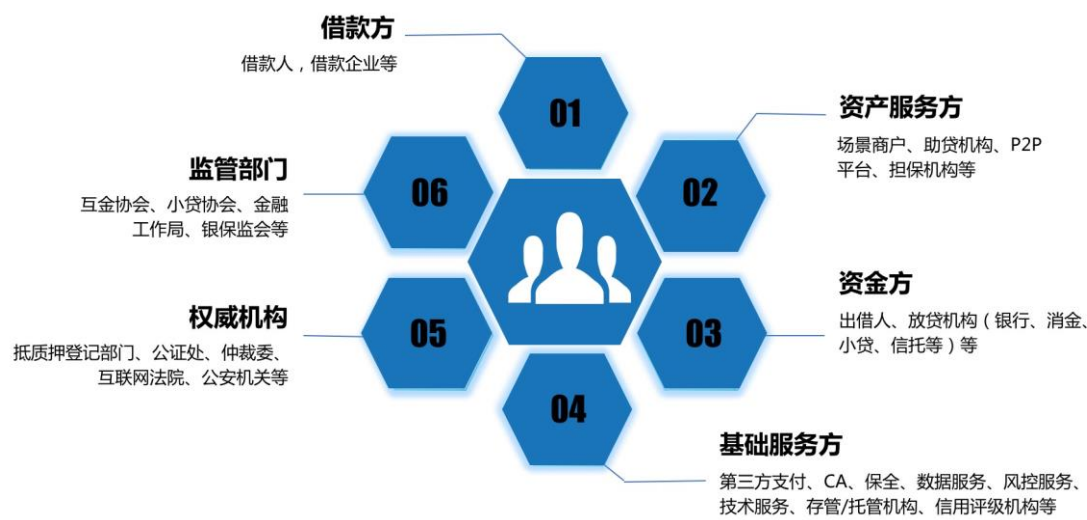 借款方
借款人，借款企业等
01
资产服务方
场景商户、助贷机构、P2P
平台、担保机构等
02
资金方
出借人、放贷机构（银行、消金、
小贷、信托等）等
03
基础服务方
第三方支付、CA、保全、数据服务、风控服务、
技术服务、存管/托管机构、信用评级机构等
04
权威机构
抵质押登记部门、公证处、仲裁委、
互联网法院、公安机关等
05
监管部门
互金协会、小贷协会、金融
工作局、银保监会等
06